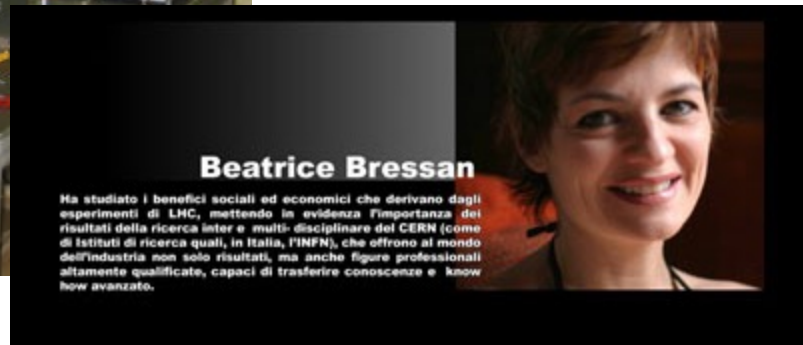 Beatrice Bressan
Ha studiato i benefici sociali ed economici che derivano dagli
esperimenti di LHC, mettendo in evidenza l'importanza dei
risultati della ricerca inter e multi- disciplinare del CERN (come
di Istituti di ricerca quali, in Italia, l'INFN), che offrono al mondo
dell'industria non solo risultati, ma anche figure professionali
altamente qualificate, capaci di trasferire conoscenze e know
how avanzato.